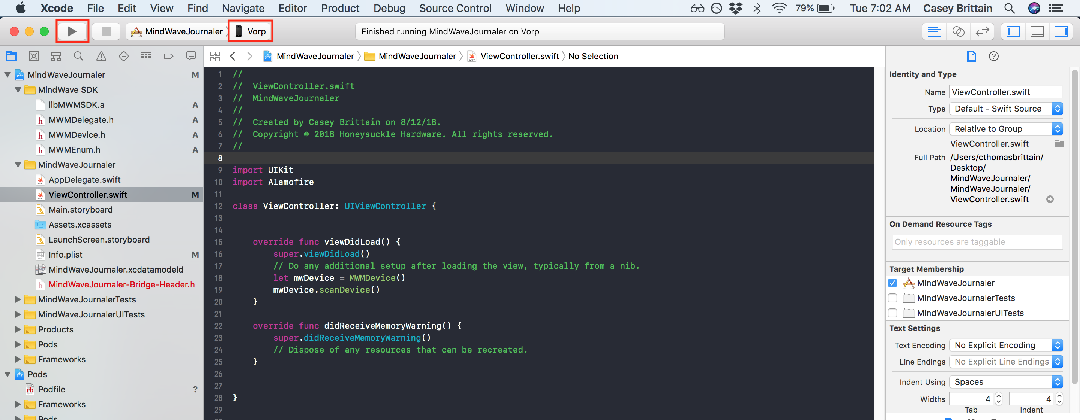 Xcode File Edit View Find Navigate Editor Product Debug Source Control Window Help 79% Tue 7:02 AM Casey Brittain
MindWaveJournaler Vorp Finished running MindWaveJournaler on Vorp
MindWaveJournaler MindWaveJournaler ViewController.swift No Selection
MindWaveJournaler M
MindWave SDK
libMWMSDK.a A
MWMDelegate.h A
MWMDevice.h A
MWMEnum.h A
MindWaveJournaler
AppDelegate.swift
ViewController.swift M
Main.storyboard
Assets.xcassets
LaunchScreen.storyboard
Info.plist M
MindWaveJournaler.xcdatamodeld
MindWaveJournaler-Bridge-Header.h
MindWaveJournalerTests
MindWaveJournalerUITests
Products
Pods
Frameworks
Pods
Podfile ?
Frameworks
Pods
1 //
2 // ViewController.swift
3 // MindWaveJournaler
4 //
5 // Created by Casey Brittain on 8/12/18.
6 // Copyright © 2018 Honeysuckle Hardware. All rights reserved.
7 //
8
9 import UIKit
10 import Alamofire
11
12 class ViewController: UIViewController {
13
14
15 override func viewDidLoad() {
16 super.viewDidLoad()
17 // Do any additional setup after loading the view, typically from a nib.
18 let mwDevice = MWMDevice()
19 mwDevice.scanDevice()
20 }
21
22 override func didReceiveMemoryWarning() {
23 super.didReceiveMemoryWarning()
24 // Dispose of any resources that can be recreated.
25 }
26
27
28 }
Identity and Type
Name ViewController.swift
Type Default - Swift Source
Location Relative to Group
ViewController.swift
Full Path /Users/cthomasbrittain/
Desktop/
MindWaveJournaler/
MindWaveJournaler/
ViewController.swift
On Demand Resource Tags
Only resources are taggable
Target Membership
MindWaveJournaler
MindWaveJournalerTests
MindWaveJournalerUITests
Text Settings
Text Encoding No Explicit Encoding
Line Endings No Explicit Line Endings
Indent Using Spaces
Widths 4 4
Tab Indent